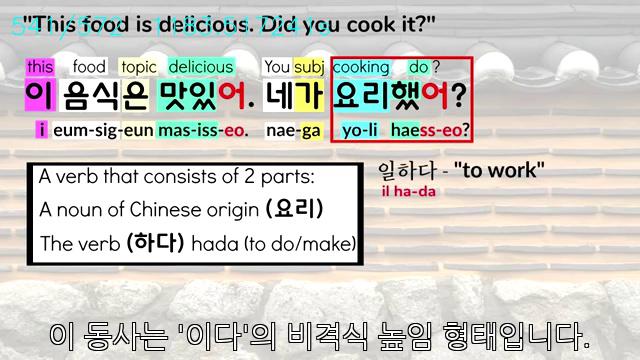 "This food is delicious. Did you cook it?"
this food topic delicious You subj cooking do ?
이 음식은 맛있어. 네가 요리했어?
i eum-sig-eun mas-iss-eo. nae-ga yo-li haess-eo?
A verb that consists of 2 parts:
A noun of Chinese origin (요리)
The verb (하다) hada (to do/make)
일하다 - "to work"
il ha-da
이 동사는 '이다'의 비격식 높임 형태입니다.